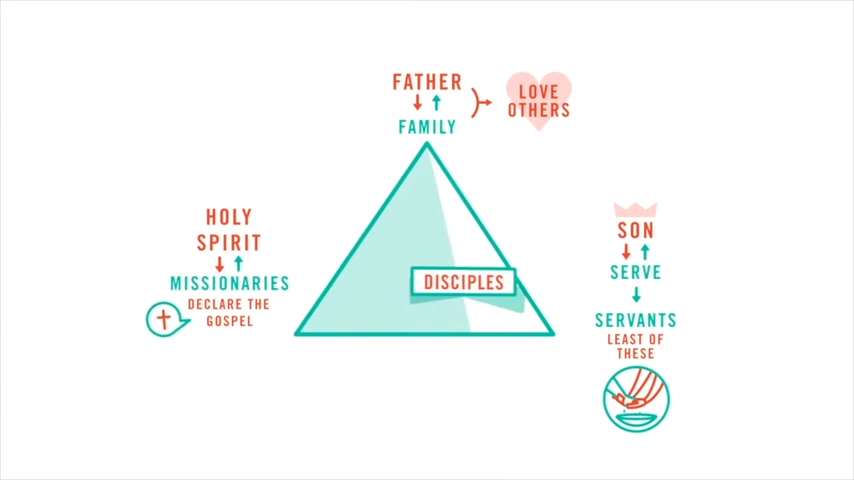 FATHER
FAMILY
LOVE
OTHERS
HOLY
SPIRIT
MISSIONARIES
DECLARE THE
GOSPEL
DISCIPLES
SON
SERVE
SERVANTS
LEAST OF
THESE